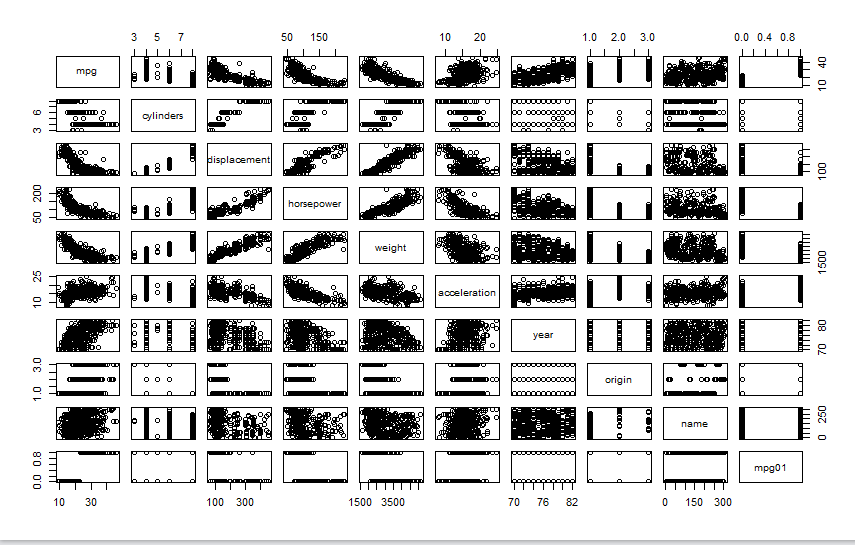 3 5 7 50 150 10 20 1.0 2.0 3.0 0.0 0.4 0.8
mpg
10 40
cylinders
3 6
displacement
100
horsepower
50 200
weight
1500
acceleration
10 25
year
70 80
origin
1.0 3.0
name
0 250
mpg01
0.0 0.8
10 30 100 300 1500 3500 70 76 82 0 150 300